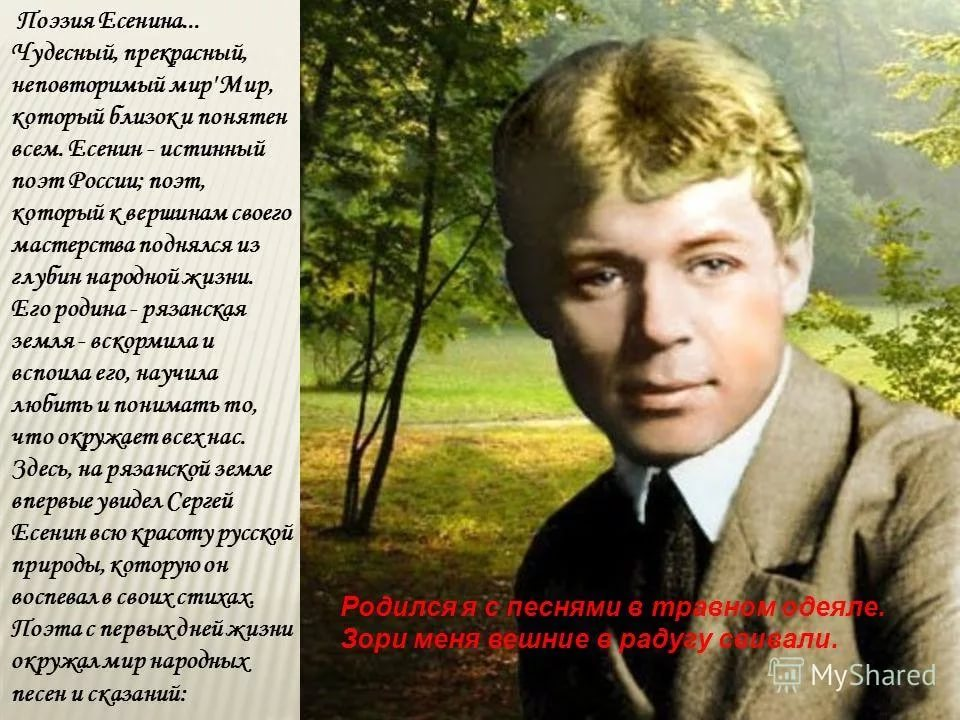 Поэзия Есенина...
Чудесный, прекрасный,
неповторимый мир' Мир,
который близок и понятен
всем. Есенин - истинный
поэт России; поэт,
который к вершинам своего
мастерства поднялся из
глубин народной жизни.
Его родина - рязанская
земля - вскормила и
вспоила его, научила
любить и понимать то,
что окружает всех нас.
Здесь, на рязанской земле
впервые увидел Сергей
Есенин всю красоту русской
природы, которую он
воспевал в своих стихах.
Поэта с первых дней жизни
окружал мир народных
песен и сказаний:
Родился я с песнями в травном одеяле.
Зори меня вешние в радугу свивали.
MyShared